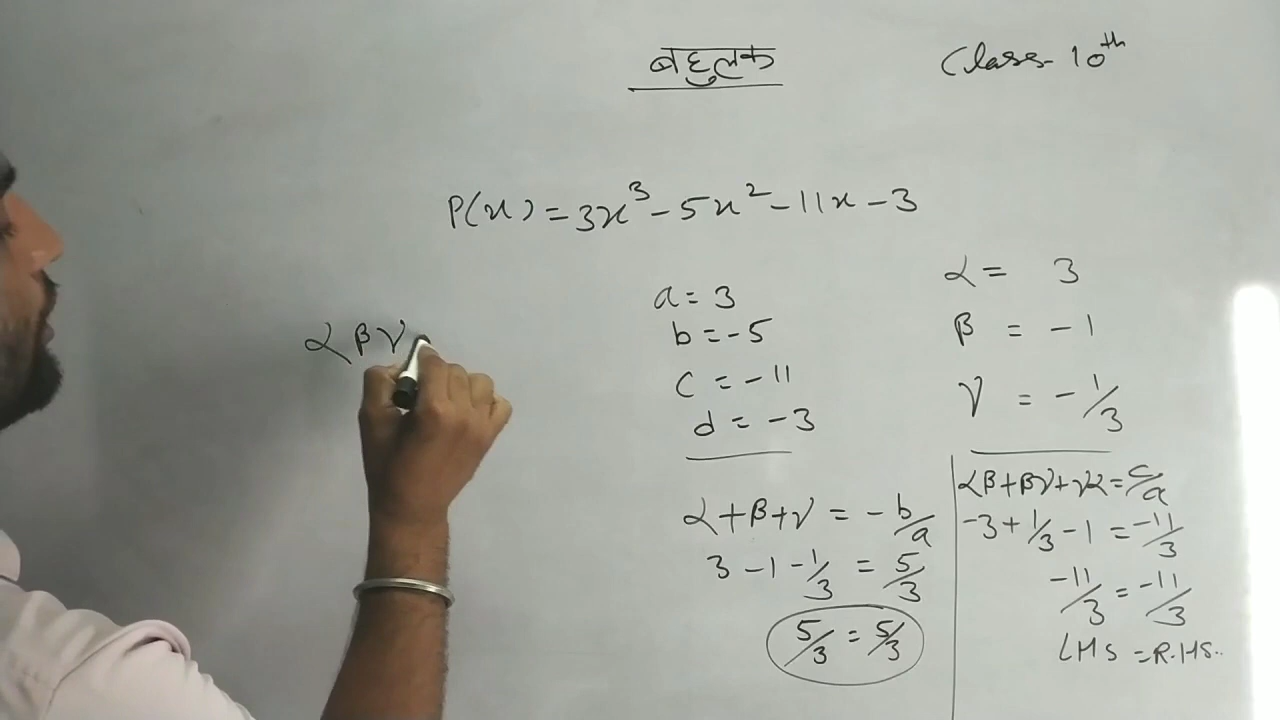 बहुलक
Class- 10th
P(x) = 3x³ - 5x² - 11x - 3
αβγ
a = 3
b = -5
c = -11
d = -3
α = 3
β = -1
γ = -1/3
α+β+γ = -b/a
3 - 1 - 1/3 = 5/3
5/3 = 5/3
αβ+βγ+γα = c/a
-3 + 1/3 - 1 = -11/3
-11/3 = -11/3
LHS = R.HS..